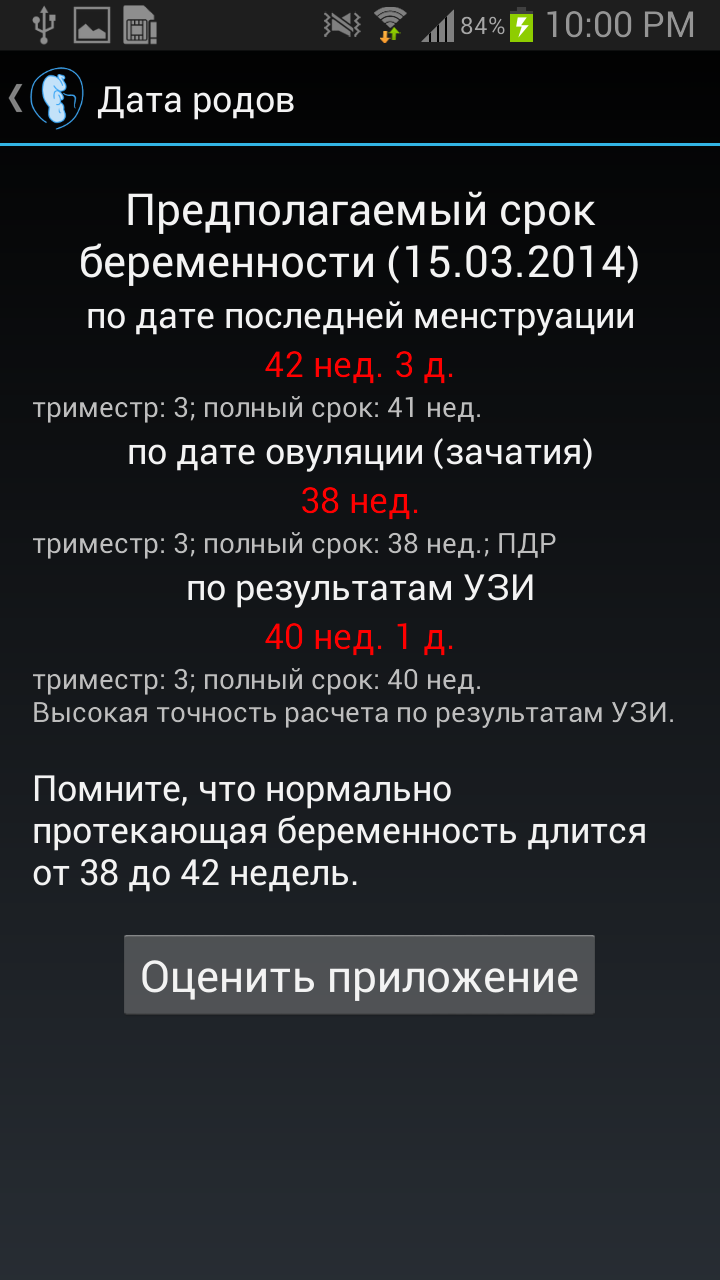 84% 10:00 PM
Дата родов
Предполагаемый срок
беременности (15.03.2014)
по дате последней менструации
42 нед. 3 д.
триместр: 3; полный срок: 41 нед.
по дате овуляции (зачатия)
38 нед.
триместр: 3; полный срок: 38 нед.; ПДР
по результатам УЗИ
40 нед. 1 д.
триместр: 3; полный срок: 40 нед.
Высокая точность расчета по результатам УЗИ.
Помните, что нормально
протекающая беременность длится
от 38 до 42 недель.
Оценить приложение